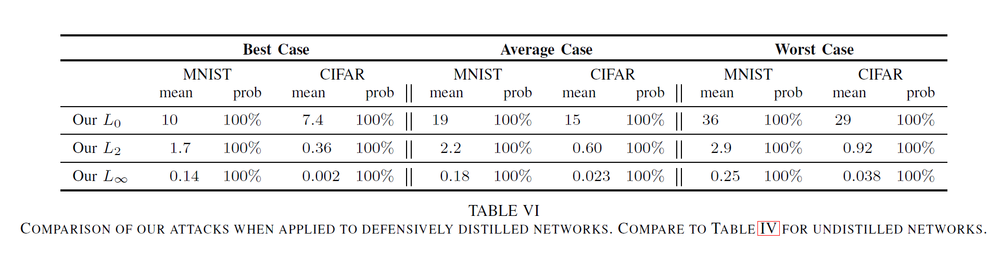 Best Case Average Case Worst Case
MNIST CIFAR MNIST CIFAR MNIST CIFAR
mean prob mean prob mean prob mean prob mean prob mean prob
Our L₀ 10 100% 7.4 100% 19 100% 15 100% 36 100% 29 100%
Our L₂ 1.7 100% 0.36 100% 2.2 100% 0.60 100% 2.9 100% 0.92 100%
Our L∞ 0.14 100% 0.002 100% 0.18 100% 0.023 100% 0.25 100% 0.038 100%
TABLE VI
COMPARISON OF OUR ATTACKS WHEN APPLIED TO DEFENSIVELY DISTILLED NETWORKS. COMPARE TO TABLE IV FOR UNDISTILLED NETWORKS.